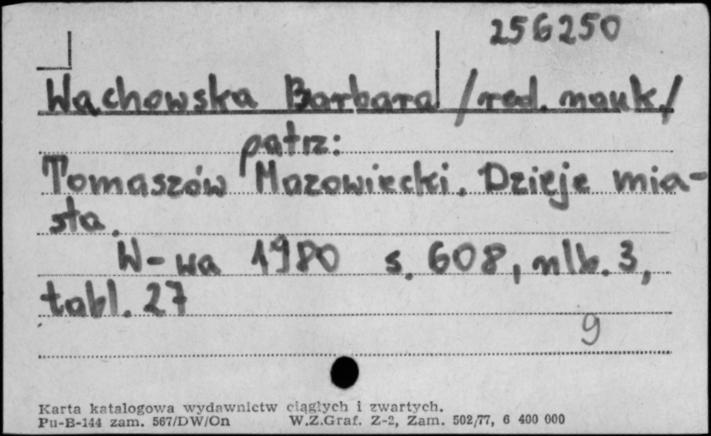 256250
Wachowska Barbara /red. nauk./
patrz:
Tomaszów Mazowiecki. Dzieje mia-
sta.
W-wa 1980 s. 608, nlb. 3,
tabl. 27
9
Karta katalogowa wydawnictw ciągłych i zwartych.
Pu-B-144 zam. 567/DW/On W.Z.Graf. Z-2, Zam. 502/77, 6 400 000